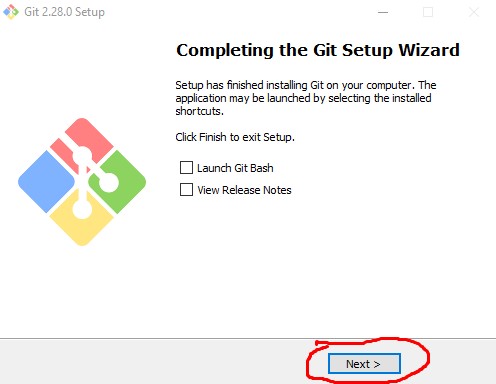 Git 2.28.0 Setup
Completing the Git Setup Wizard
Setup has finished installing Git on your computer. The
application may be launched by selecting the installed
shortcuts.
Click Finish to exit Setup.
Launch Git Bash
View Release Notes
Next >